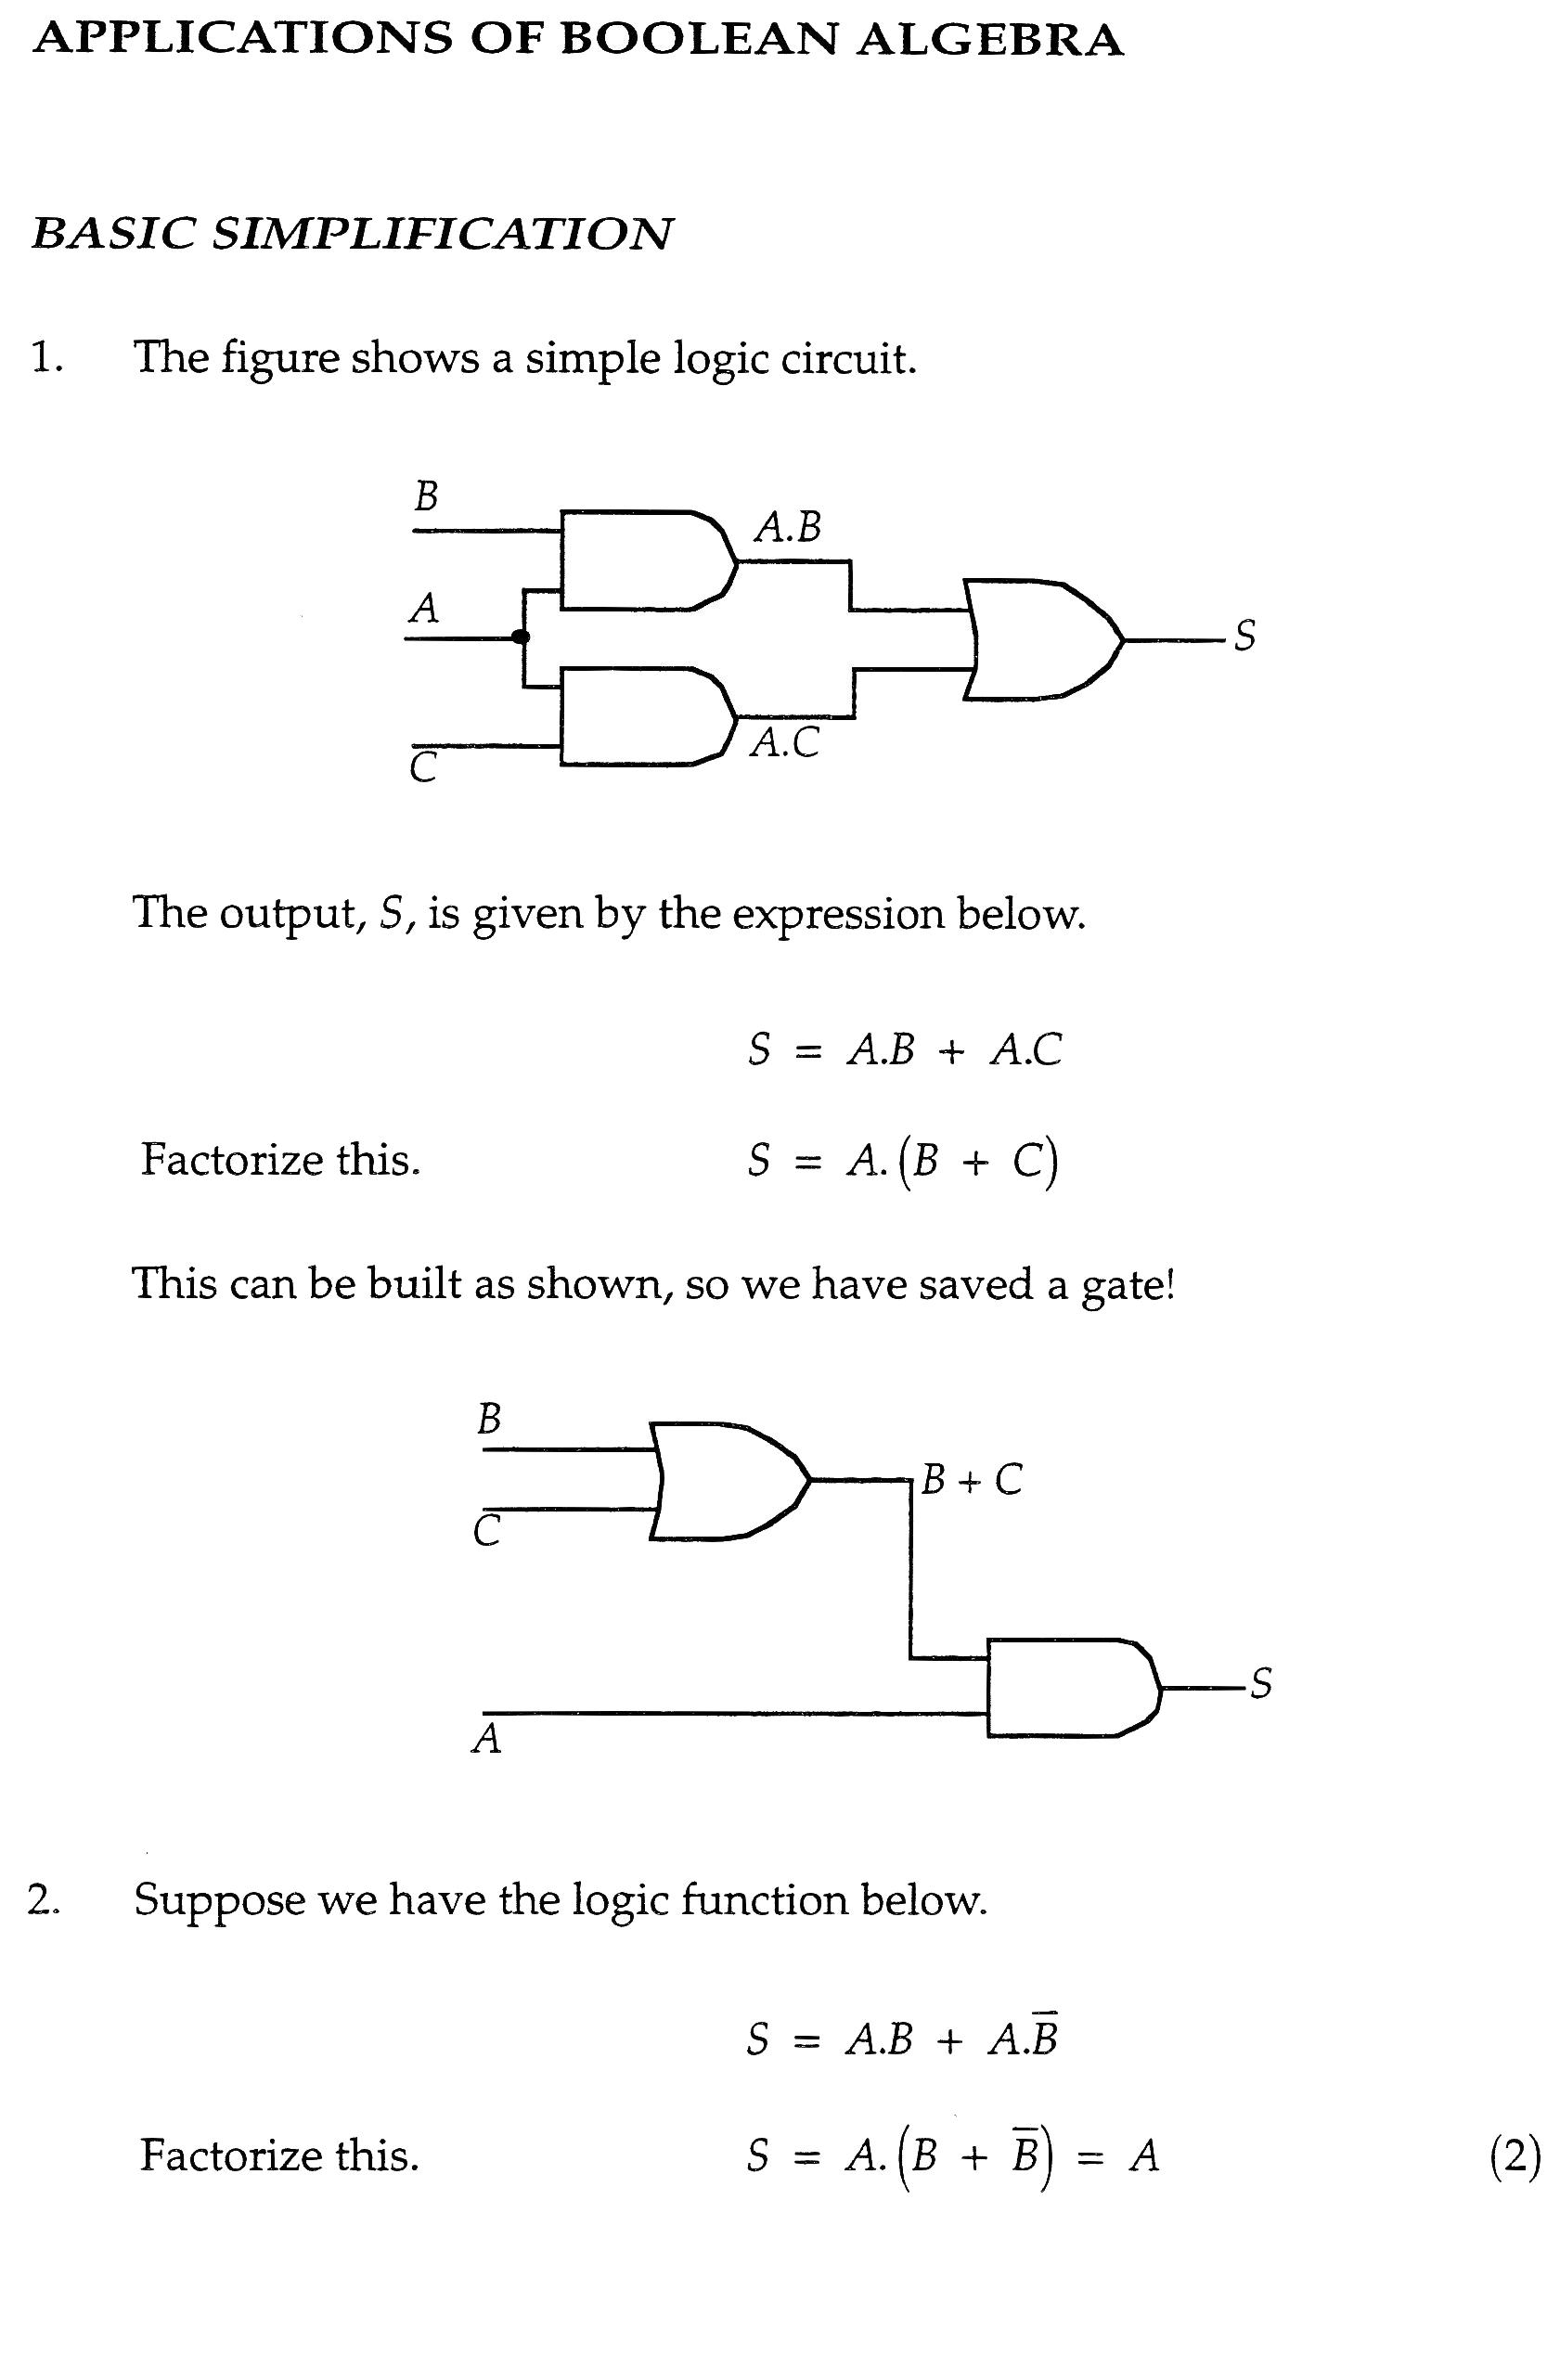 APPLICATIONS OF BOOLEAN ALGEBRA
BASIC SIMPLIFICATION
1. The figure shows a simple logic circuit.
B
A.B
A
S
A.C
C
The output, S, is given by the expression below.
S = A.B + A.C
Factorize this. S = A.(B + C)
This can be built as shown, so we have saved a gate!
B
B + C
C
S
A
2. Suppose we have the logic function below.
S = A.B + A.B̅
Factorize this. S = A.(B + B̅) = A (2)